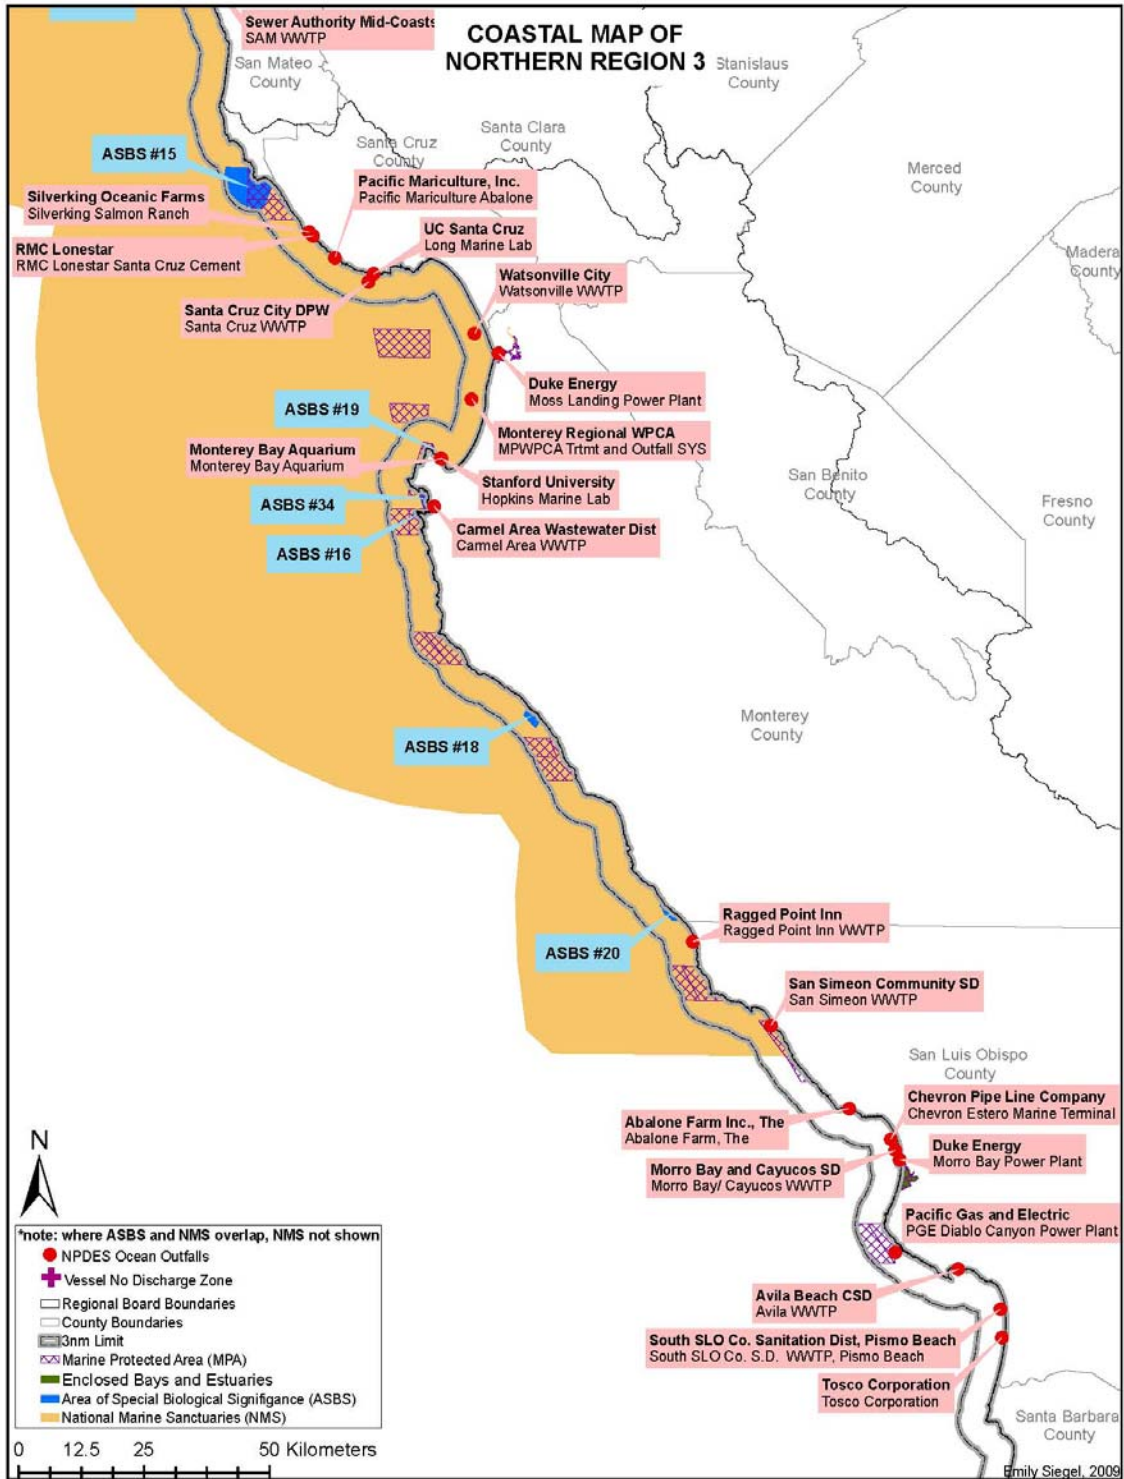 COASTAL MAP OF
NORTHERN REGION 3
Sewer Authority Mid-Coasts
SAM WWTP
San Mateo
County
Stanislaus
County
Santa Clara
County
Santa Cruz
County
Merced
County
Madera
County
ASBS #15
Silverking Oceanic Farms
Silverking Salmon Ranch
Pacific Mariculture, Inc.
Pacific Mariculture Abalone
RMC Lonestar
RMC Lonestar Santa Cruz Cement
UC Santa Cruz
Long Marine Lab
Watsonville City
Watsonville WWTP
Santa Cruz City DPW
Santa Cruz WWTP
Duke Energy
Moss Landing Power Plant
ASBS #19
Monterey Regional WPCA
MPWPCA Trtmt and Outfall SYS
Monterey Bay Aquarium
Monterey Bay Aquarium
Stanford University
Hopkins Marine Lab
San Benito
County
Fresno
County
ASBS #34
Carmel Area Wastewater Dist
Carmel Area WWTP
ASBS #16
Monterey
County
ASBS #18
Ragged Point Inn
Ragged Point Inn WWTP
ASBS #20
San Simeon Community SD
San Simeon WWTP
San Luis Obispo
County
Chevron Pipe Line Company
Chevron Estero Marine Terminal
Abalone Farm Inc., The
Abalone Farm, The
Duke Energy
Morro Bay Power Plant
Morro Bay and Cayucos SD
Morro Bay/ Cayucos WWTP
Pacific Gas and Electric
PGE Diablo Canyon Power Plant
Avila Beach CSD
Avila WWTP
South SLO Co. Sanitation Dist, Pismo Beach
South SLO Co. S.D. WWTP, Pismo Beach
Tosco Corporation
Tosco Corporation
Santa Barbara
County
N
*note: where ASBS and NMS overlap, NMS not shown
NPDES Ocean Outfalls
Vessel No Discharge Zone
Regional Board Boundaries
County Boundaries
3nm Limit
Marine Protected Area (MPA)
Enclosed Bays and Estuaries
Area of Special Biological Signifigance (ASBS)
National Marine Sanctuaries (NMS)
0 12.5 25 50 Kilometers
Emily Siegel, 2009